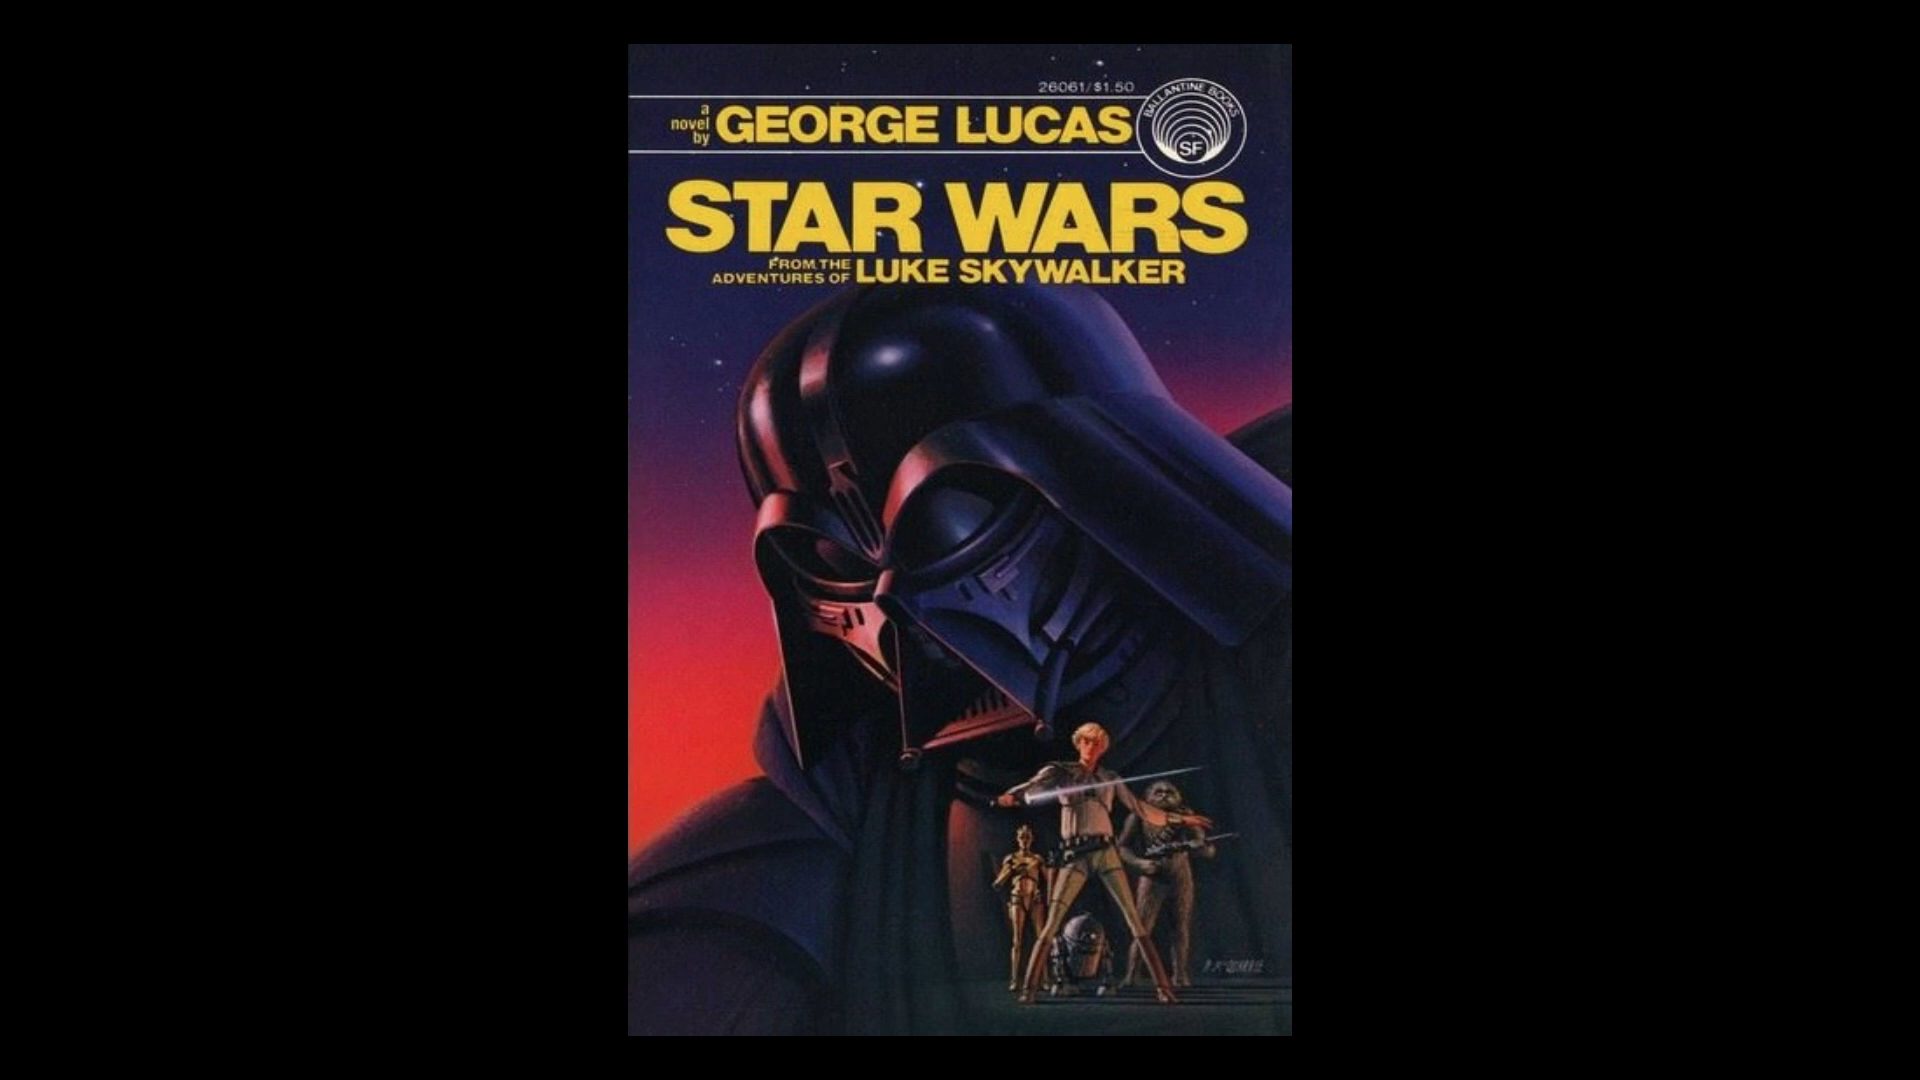 26061/$1.50
BALLANTINE BOOKS
SF
a
novel
by
GEORGE LUCAS
STAR WARS
FROM THE
ADVENTURES OF
LUKE SKYWALKER